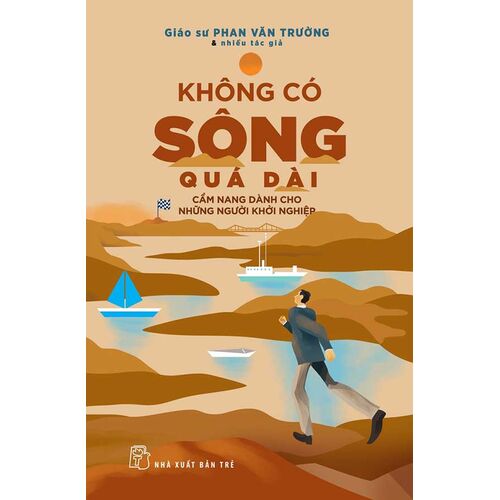 Giáo sư PHAN VĂN TRƯỜNG
& nhiều tác giả
KHÔNG CÓ
SÔNG
QUÁ DÀI
CẨM NANG DÀNH CHO
NHỮNG NGƯỜI KHỞI NGHIỆP
NHÀ XUẤT BẢN TRẺ